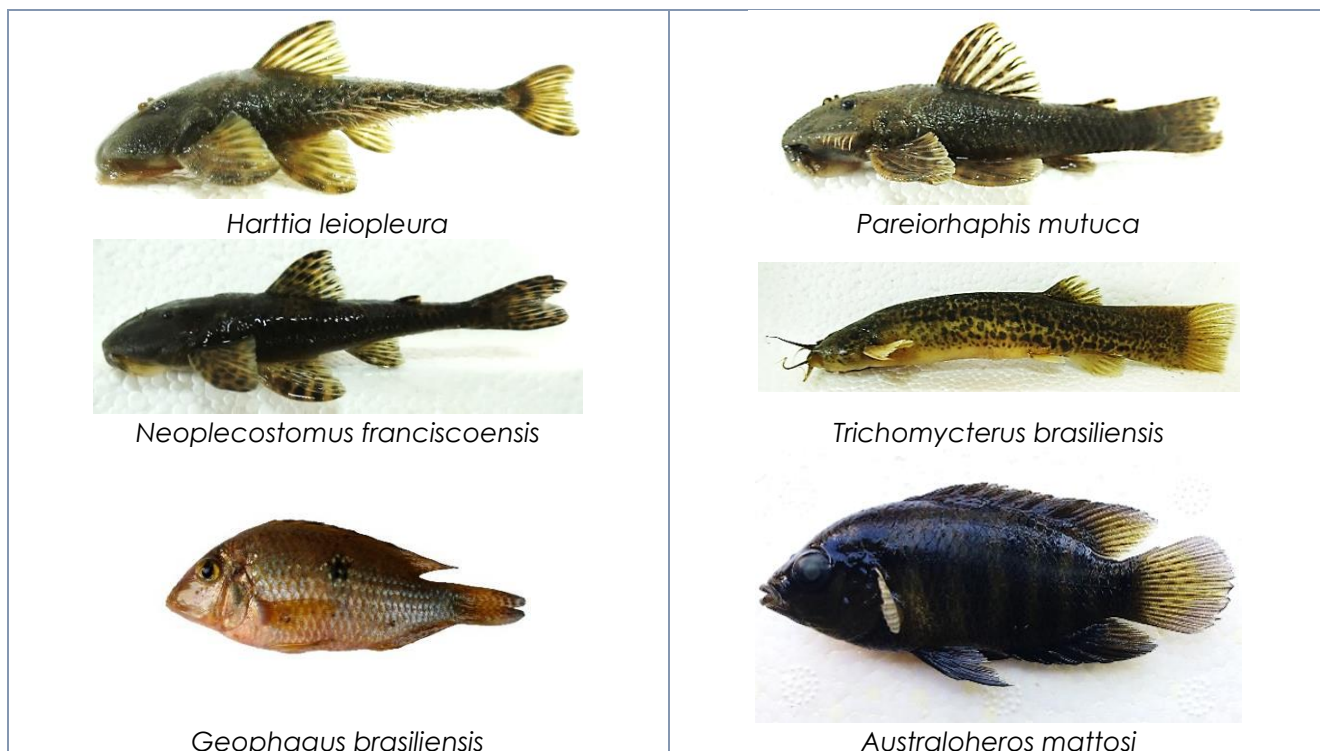 Harttia leiopleura
Pareiorhaphis mutuca
Neoplecostomus franciscoensis
Trichomycterus brasiliensis
Geophagus brasiliensis
Australoheros mattosi